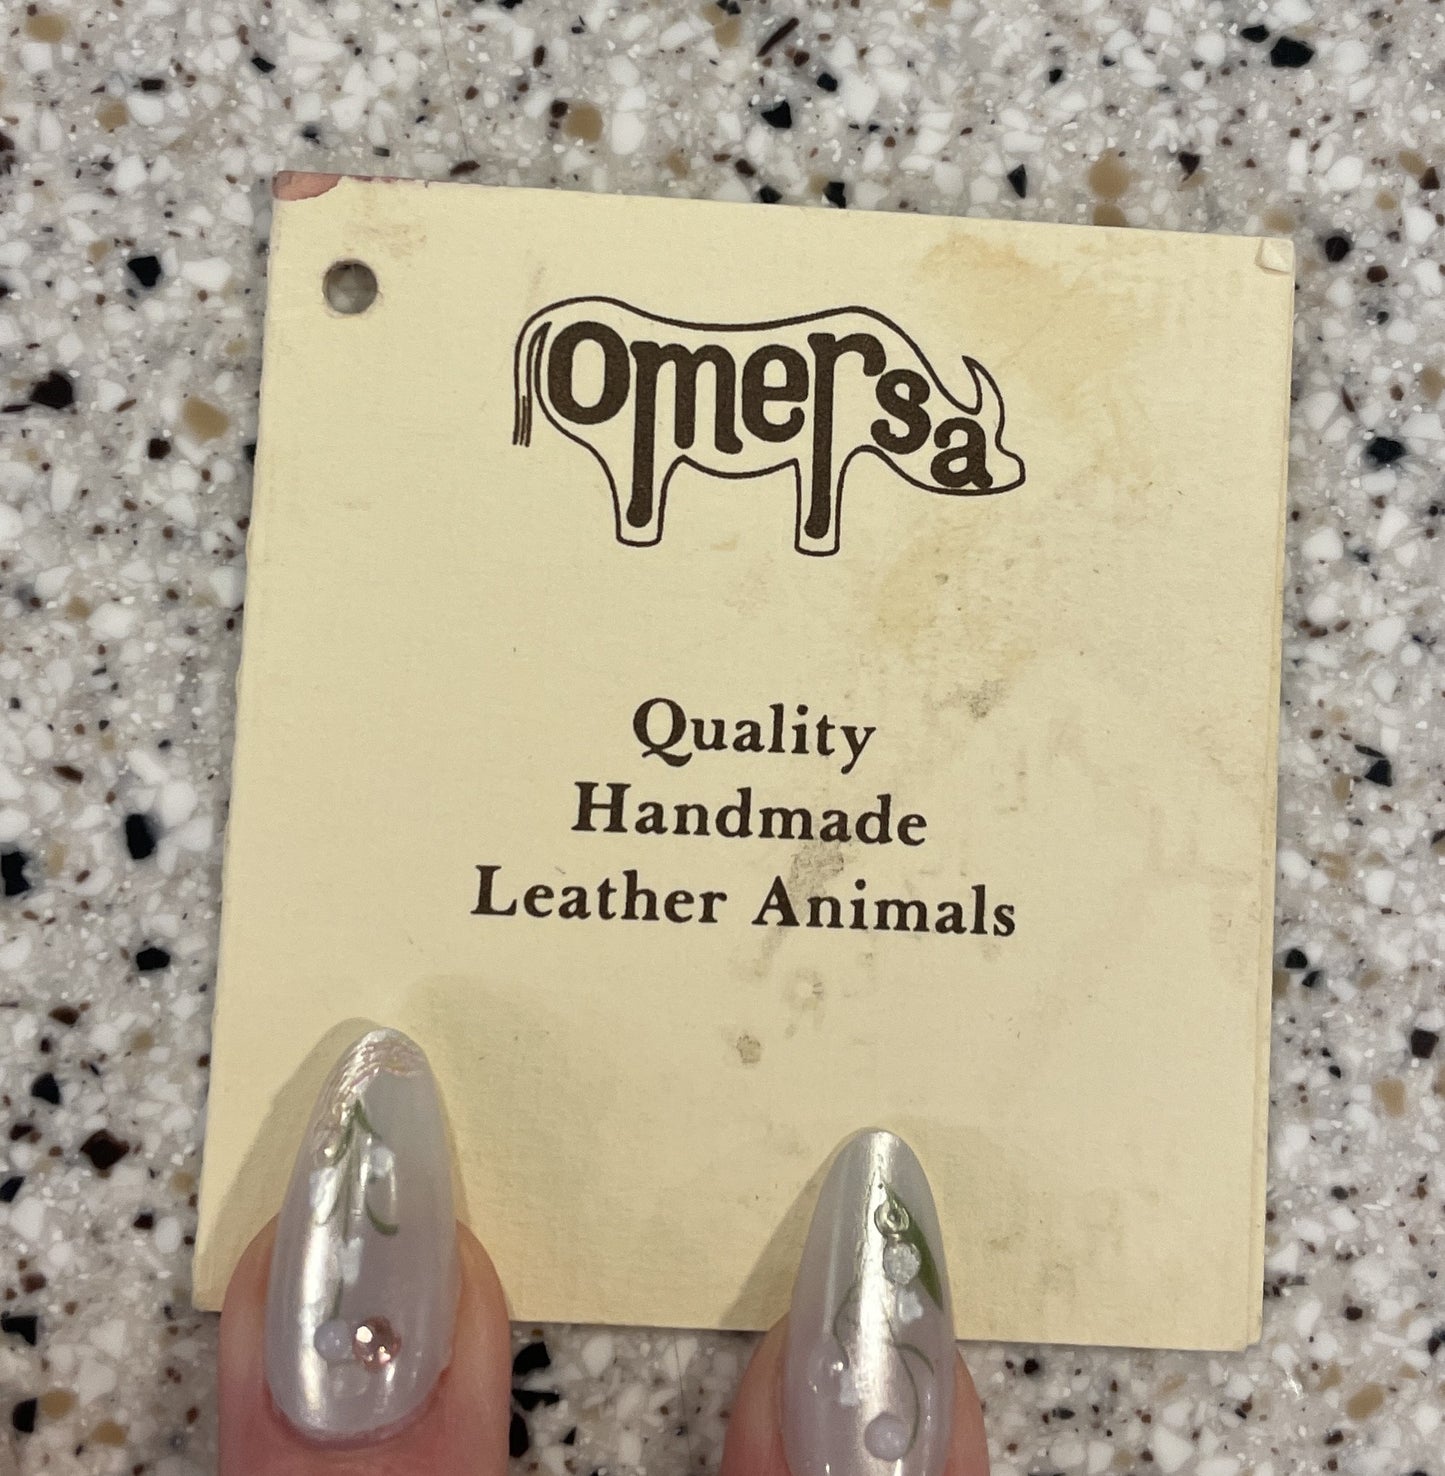 omersa
Quality
Handmade
Leather Animals